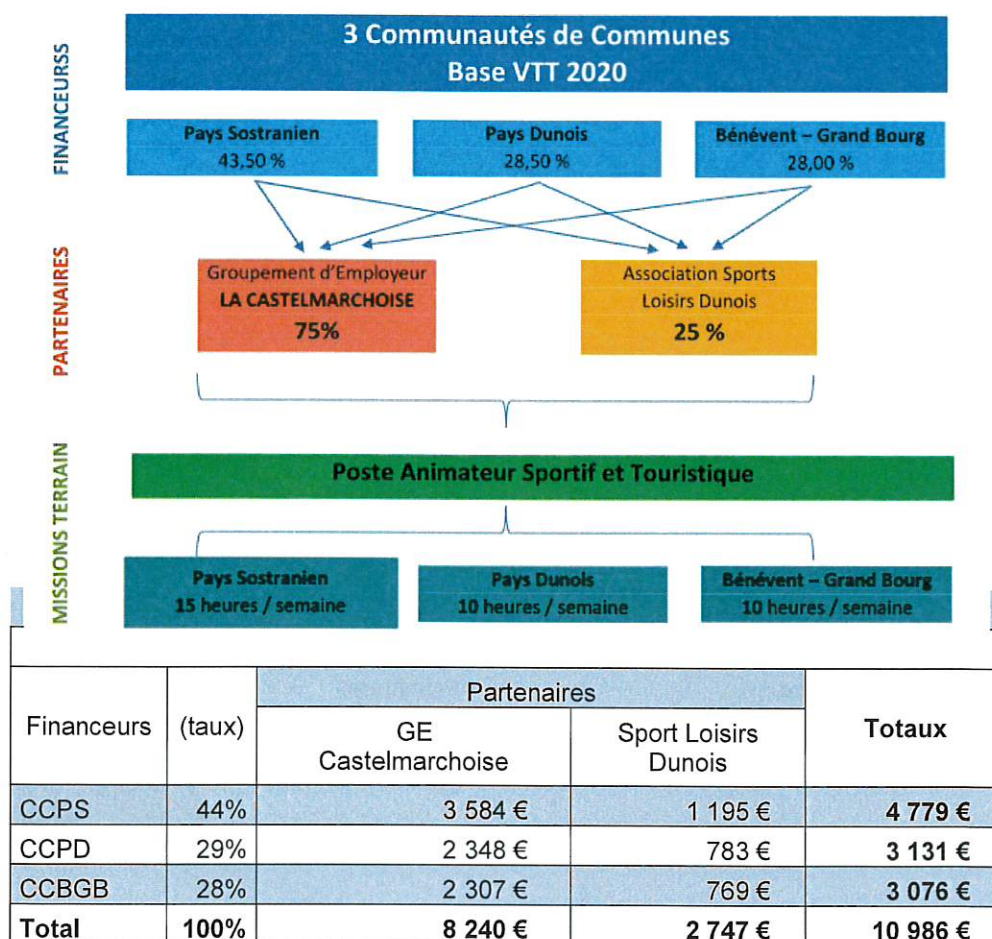 3 Communautés de Communes
Base VTT 2020
FINANCEURSS
Pays Sostranien
43,50 %
Pays Dunois
28,50 %
Bénévent – Grand Bourg
28,00 %
PARTENAIRES
Groupement d'Employeur
LA CASTELMARCHOISE
75%
Association Sports
Loisirs Dunois
25 %
MISSIONS TERRAIN
Poste Animateur Sportif et Touristique
Pays Sostranien
15 heures / semaine
Pays Dunois
10 heures / semaine
Bénévent – Grand Bourg
10 heures / semaine
Financeurs (taux) Partenaires Totaux
GE
Castelmarchoise
Sport Loisirs
Dunois
CCPS 44% 3 584 € 1 195 € 4 779 €
CCPD 29% 2 348 € 783 € 3 131 €
CCBGB 28% 2 307 € 769 € 3 076 €
Total 100% 8 240 € 2 747 € 10 986 €